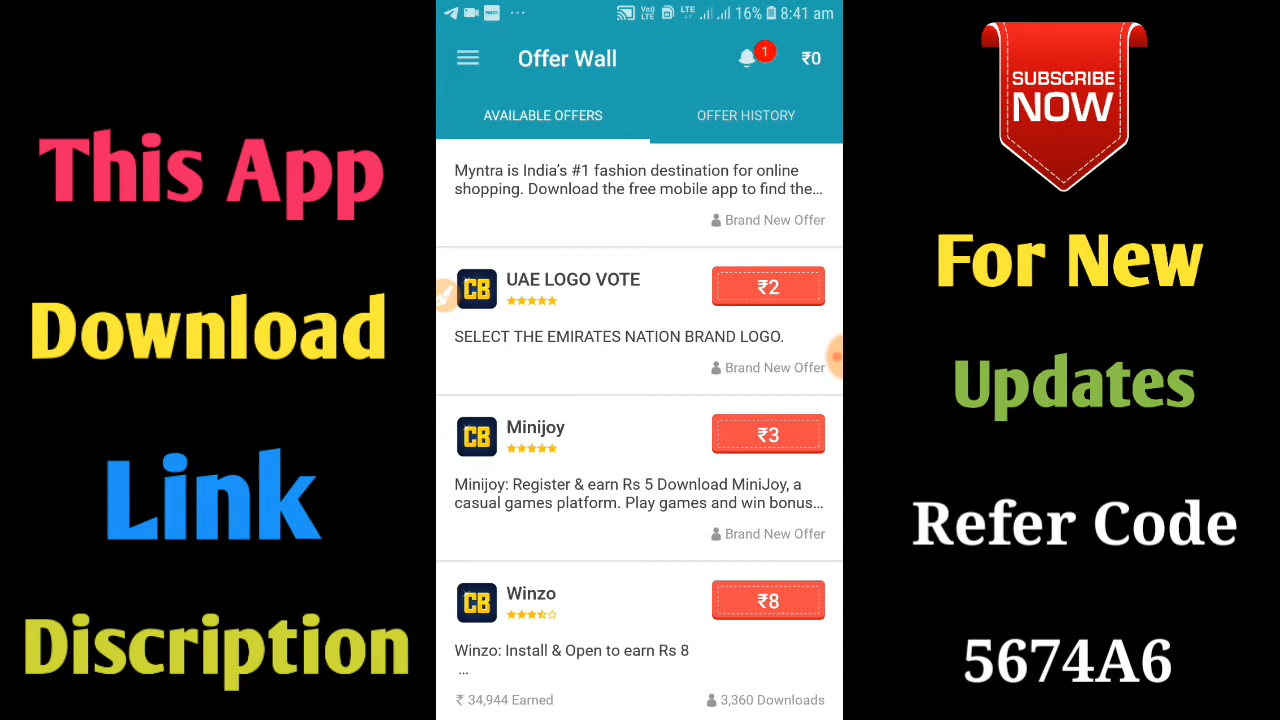 This App
Download
Link
Discription
VoLTE LTE 16% 8:41 am
Offer Wall
1
₹0
AVAILABLE OFFERS
OFFER HISTORY
Myntra is India’s #1 fashion destination for online
shopping. Download the free mobile app to find the…
Brand New Offer
CB
UAE LOGO VOTE
₹2
SELECT THE EMIRATES NATION BRAND LOGO.
Brand New Offer
CB
Minijoy
₹3
Minijoy: Register & earn Rs 5 Download MiniJoy, a
casual games platform. Play games and win bonus…
Brand New Offer
CB
Winzo
₹8
Winzo: Install & Open to earn Rs 8
…
₹ 34,944 Earned
3,360 Downloads
SUBSCRIBE
NOW
For New
Updates
Refer Code
5674A6